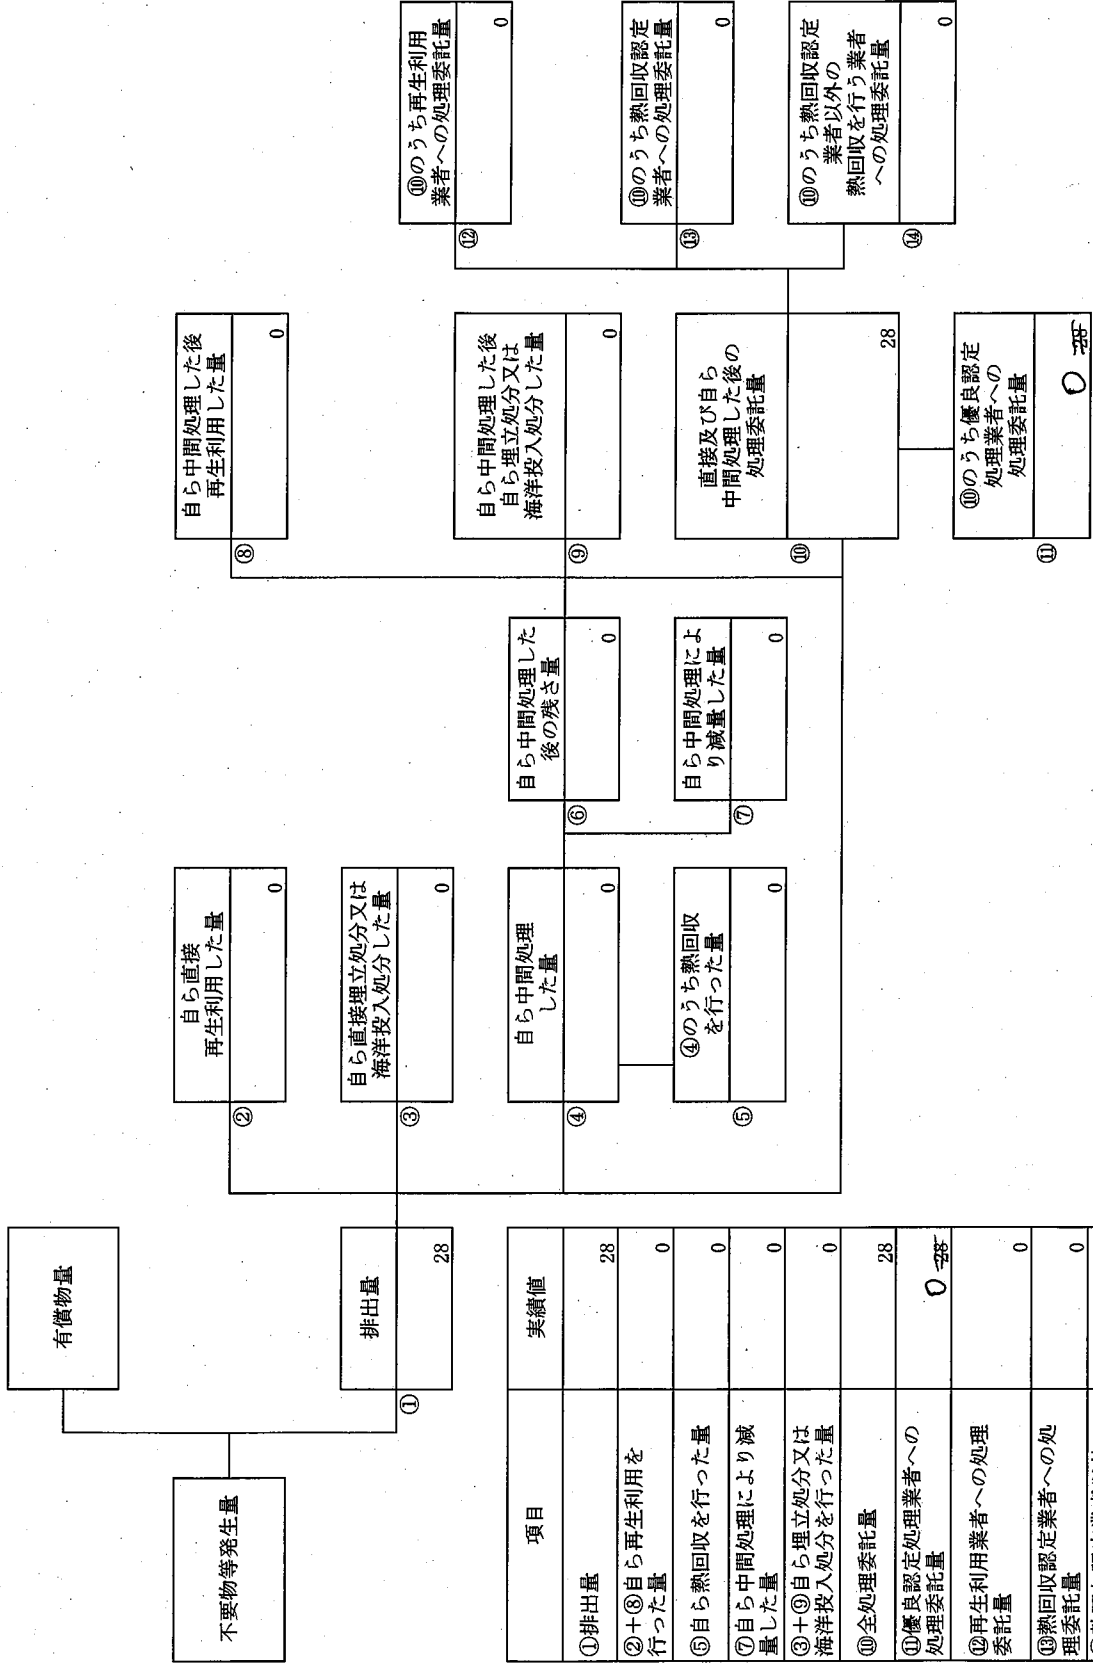 不要物等発生量
有償物量
①
排出量
28
②
自ら直接
再生利用した量
0
③
自ら直接埋立処分又は
海洋投入処分した量
0
④
自ら中間処理
した量
0
⑤
④のうち熱回収
を行った量
0
⑥
自ら中間処理した
後の残さ量
0
⑦
自ら中間処理によ
り減量した量
0
⑧
自ら中間処理した後
再生利用した量
0
⑨
自ら中間処理した後
自ら埋立処分又は
海洋投入処分した量
0
⑩
直接及び自ら
中間処理した後の
処理委託量
28
⑪
⑩のうち優良認定
処理業者への
処理委託量
0 28
⑫
⑩のうち再生利用
業者への処理委託量
0
⑬
⑩のうち熱回収認定
業者への処理委託量
0
⑭
⑩のうち熱回収認定
業者以外の
熱回収を行う業者
への処理委託量
0
項目 実績値
①排出量 28
②+⑧自ら再生利用を
行った量 0
⑤自ら熱回収を行った量 0
⑦自ら中間処理により減
量した量 0
③+⑨自ら埋立処分又は
海洋投入処分を行った量 0
⑩全処理委託量 28
⑪優良認定処理業者への
処理委託量 0 28
⑫再生利用業者への処理
委託量 0
⑬熱回収認定業者への処
理委託量 0